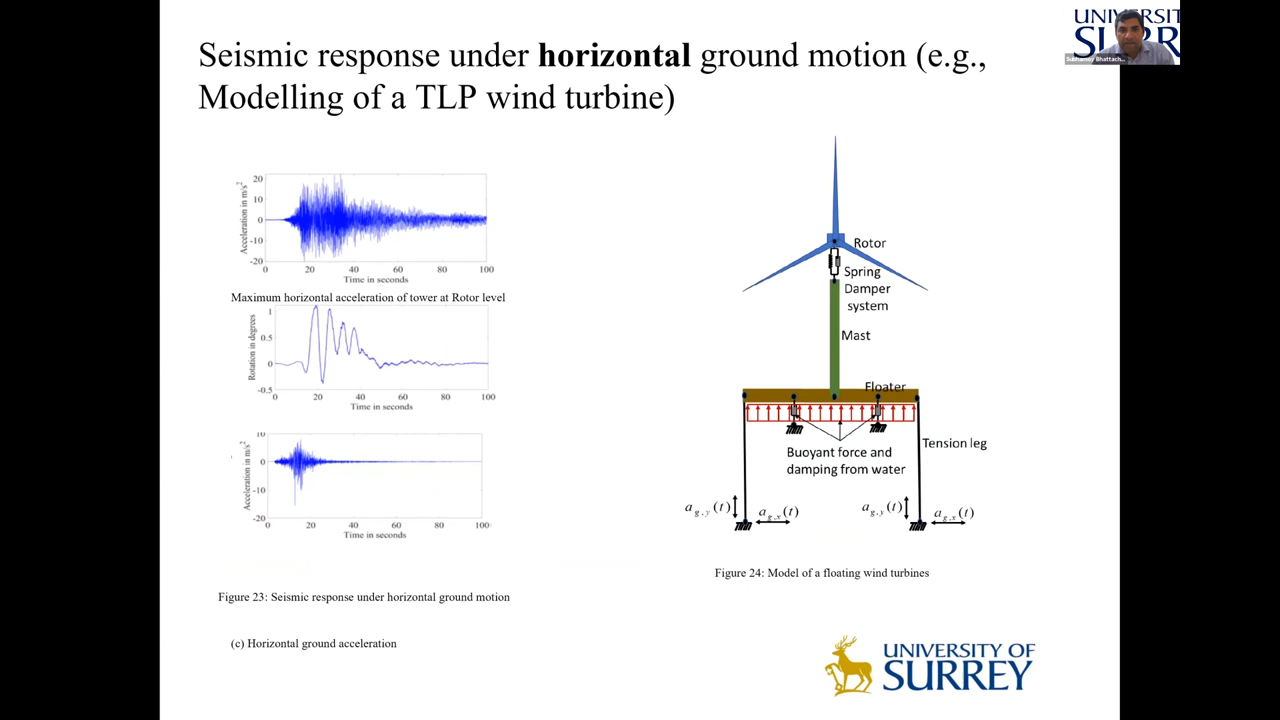 UNIVERSIT
SUR
Subhamoy Bhattach...
Seismic response under horizontal ground motion (e.g.,
Modelling of a TLP wind turbine)
20
10
0
-10
-20
Acceleration in m/s²
0 20 40 60 80 100
Time in seconds
Maximum horizontal acceleration of tower at Rotor level
1
0.5
0
-0.5
Rotation in degrees
0 20 40 60 80 100
Time in seconds
10
0
-10
-20
Acceleration in m/s²
0 20 40 60 80 100
Time in seconds
Figure 23: Seismic response under horizontal ground motion
(c) Horizontal ground acceleration
Rotor
Spring
Damper
system
Mast
Floater
Buoyant force and
damping from water
Tension leg
a g,y (t)
a g,x (t)
a g,y (t)
a g,x (t)
Figure 24: Model of a floating wind turbines
UNIVERSITY OF
SURREY